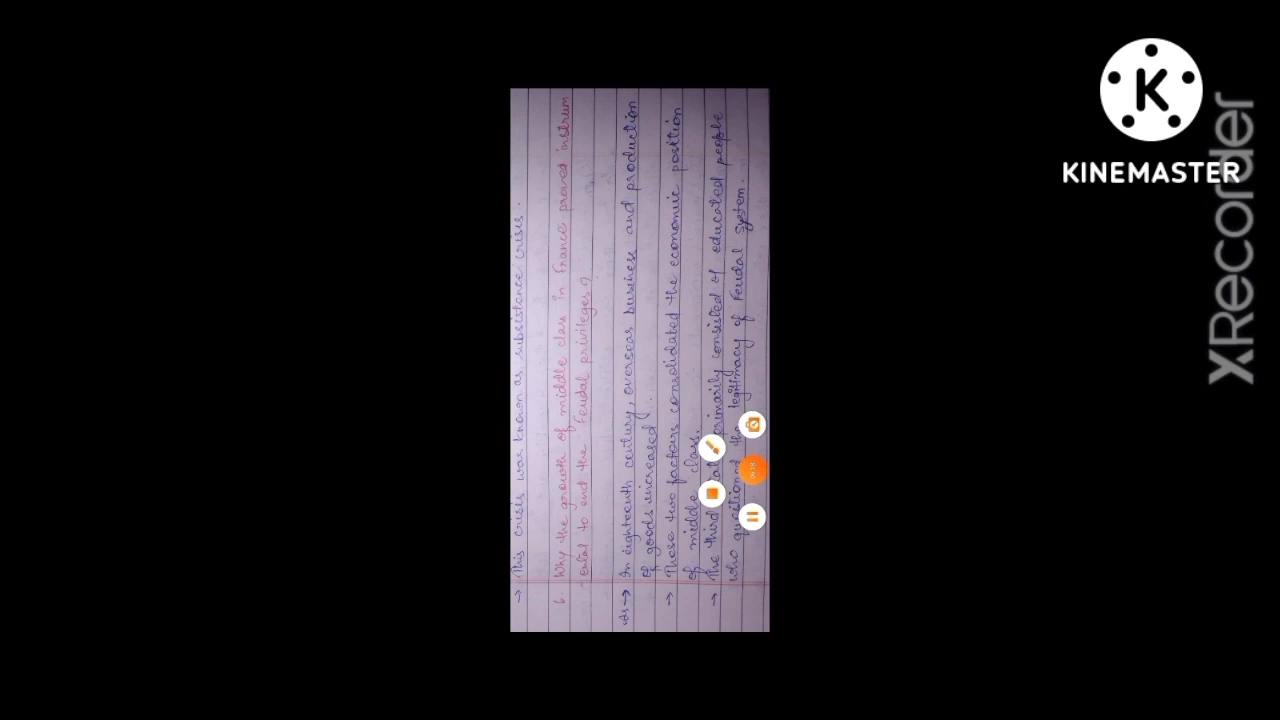 → This crisis was known as subsistence crisis.
6. Why the growth of middle class in France proved instrum
-ental to end the Feudal privileges?
As → In eighteenth century, overseas business and production
of goods increased.
→ These two factors consolidated the economic position
of middle class.
→ The third primarily consisted of educated people
who questioned the legitimacy of Feudal system.
KINEMASTER
XRecorder